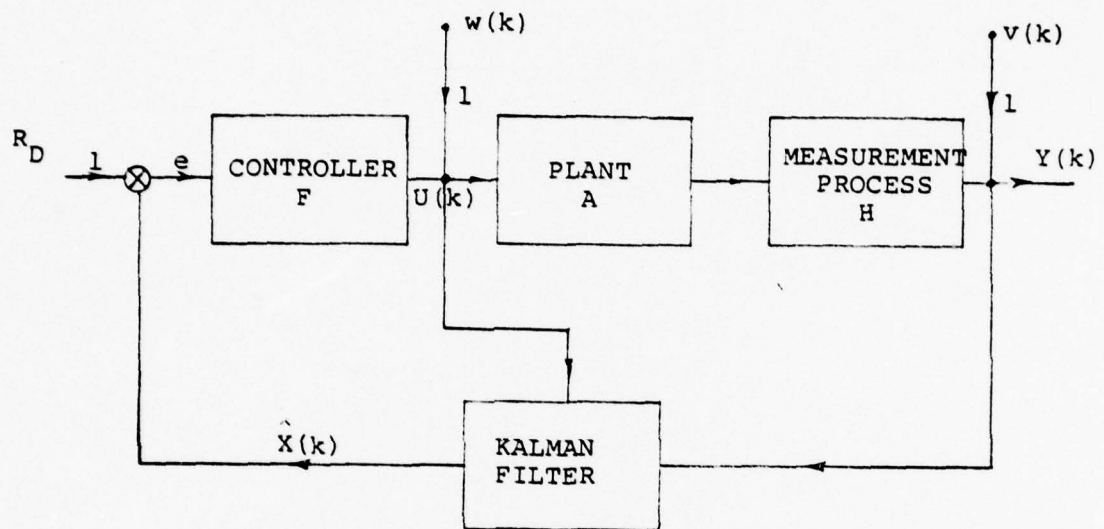 w(k)
v(k)
1
1
R_D
1
e
CONTROLLER
F
U(k)
PLANT
A
MEASUREMENT
PROCESS
H
Y(k)
X̂(k)
KALMAN
FILTER